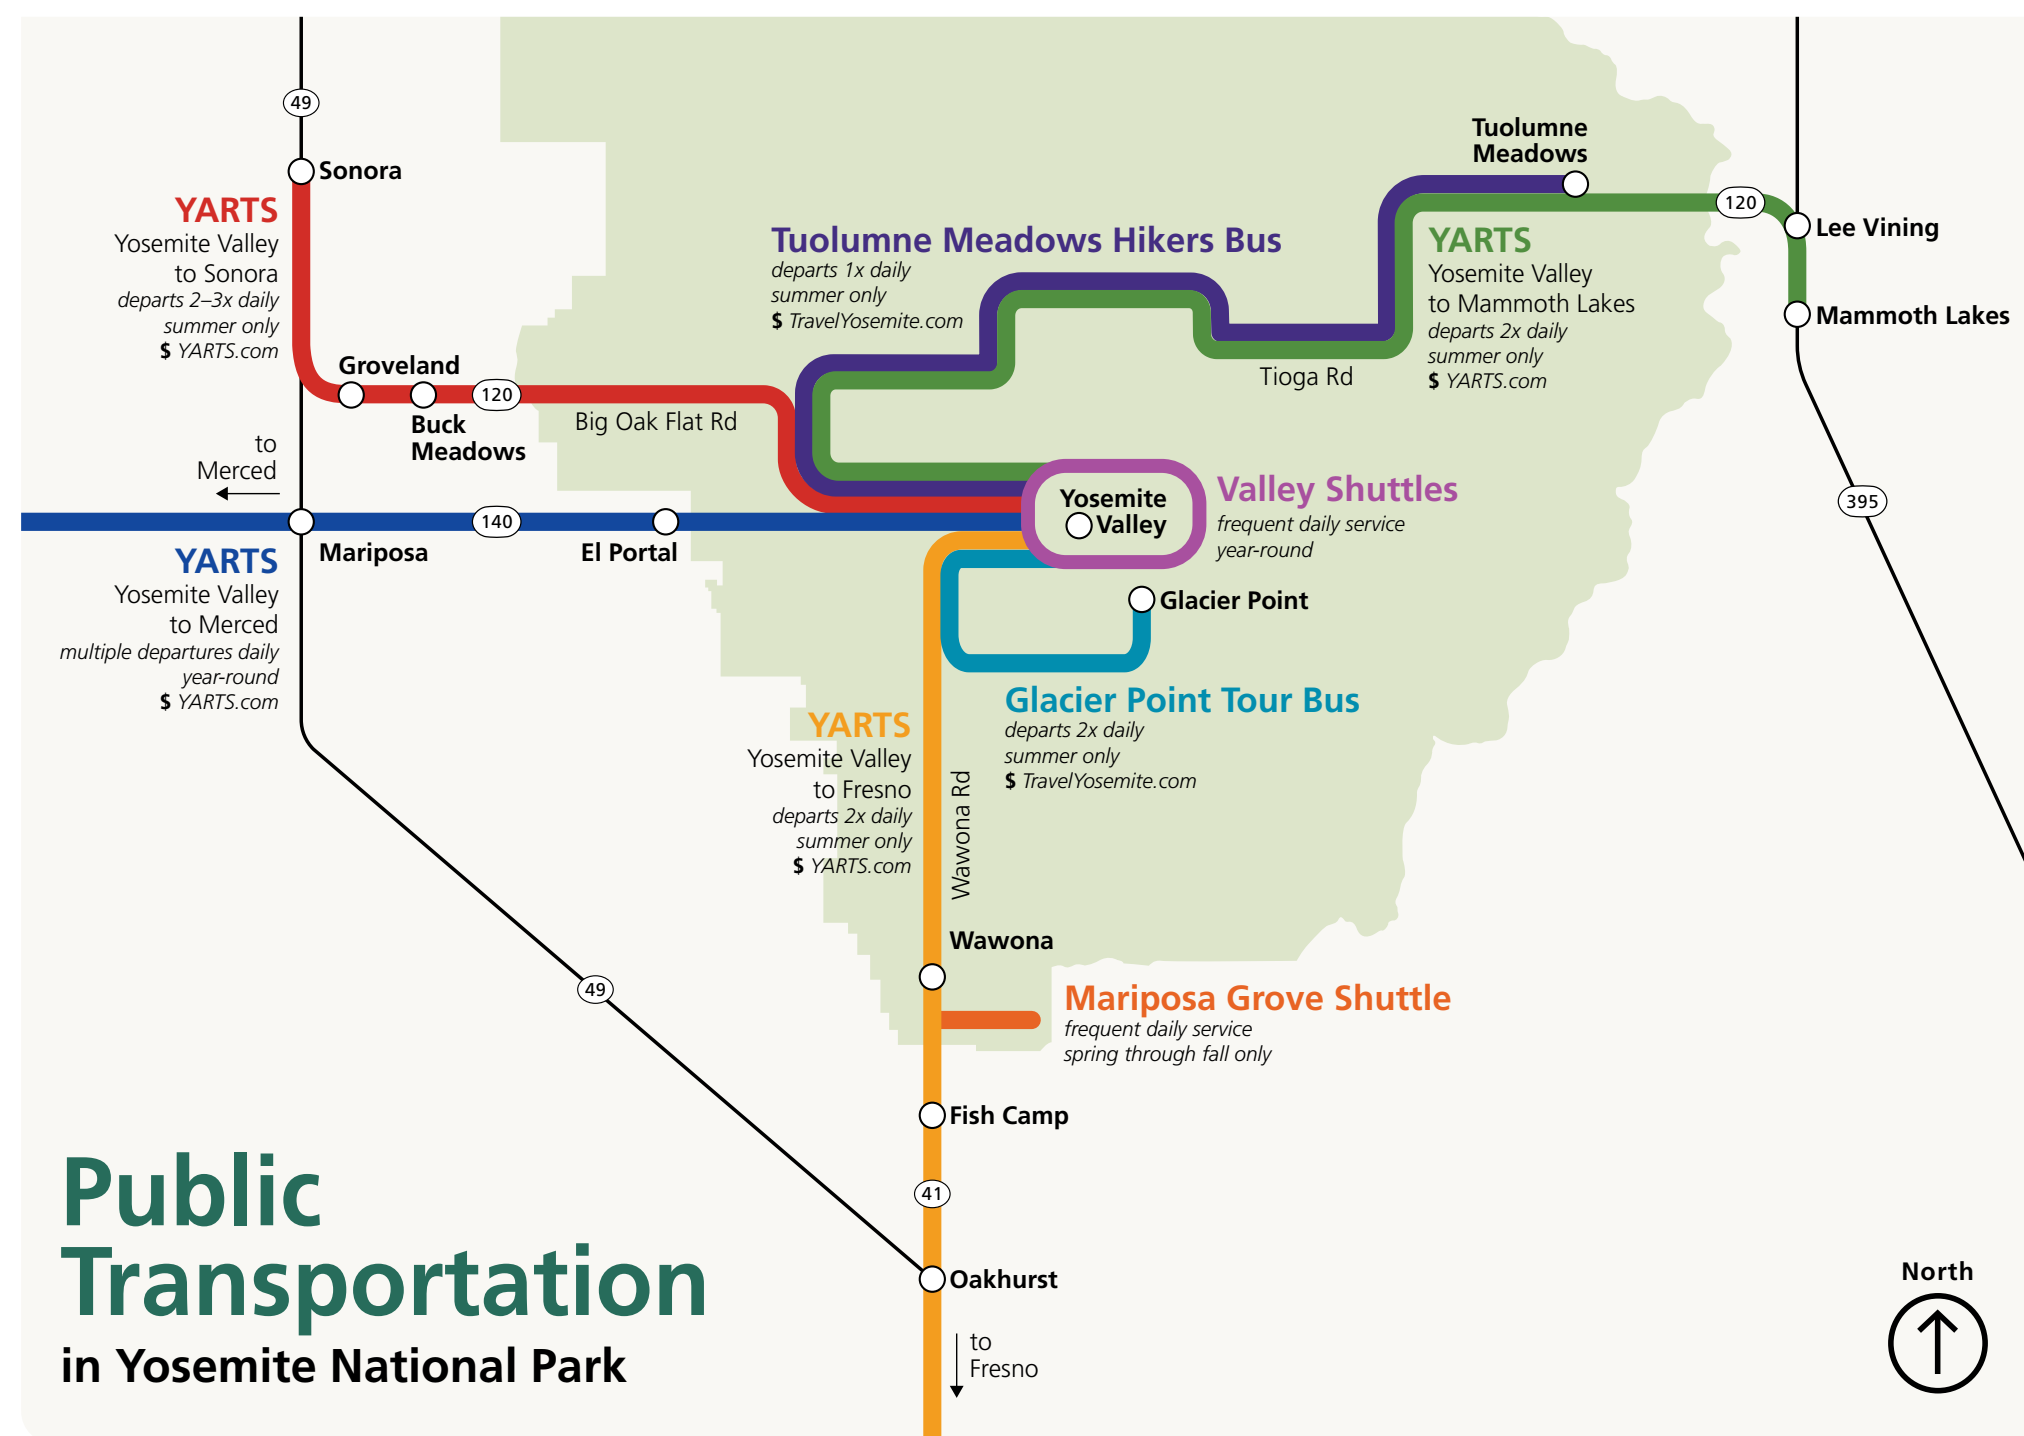 49
Sonora
YARTS
Yosemite Valley
to Sonora
departs 2–3x daily
summer only
$ YARTS.com
Groveland
Buck
Meadows
120
Big Oak Flat Rd
to
Merced
140
Mariposa
El Portal
YARTS
Yosemite Valley
to Merced
multiple departures daily
year-round
$ YARTS.com
Tuolumne Meadows Hikers Bus
departs 1x daily
summer only
$ TravelYosemite.com
Tuolumne
Meadows
YARTS
Yosemite Valley
to Mammoth Lakes
departs 2x daily
summer only
$ YARTS.com
Tioga Rd
120
Lee Vining
Mammoth Lakes
395
Yosemite
Valley
Valley Shuttles
frequent daily service
year-round
Glacier Point
Glacier Point Tour Bus
departs 2x daily
summer only
$ TravelYosemite.com
YARTS
Yosemite Valley
to Fresno
departs 2x daily
summer only
$ YARTS.com
Wawona Rd
Wawona
Mariposa Grove Shuttle
frequent daily service
spring through fall only
49
Fish Camp
41
Oakhurst
to
Fresno
Public
Transportation
in Yosemite National Park
North